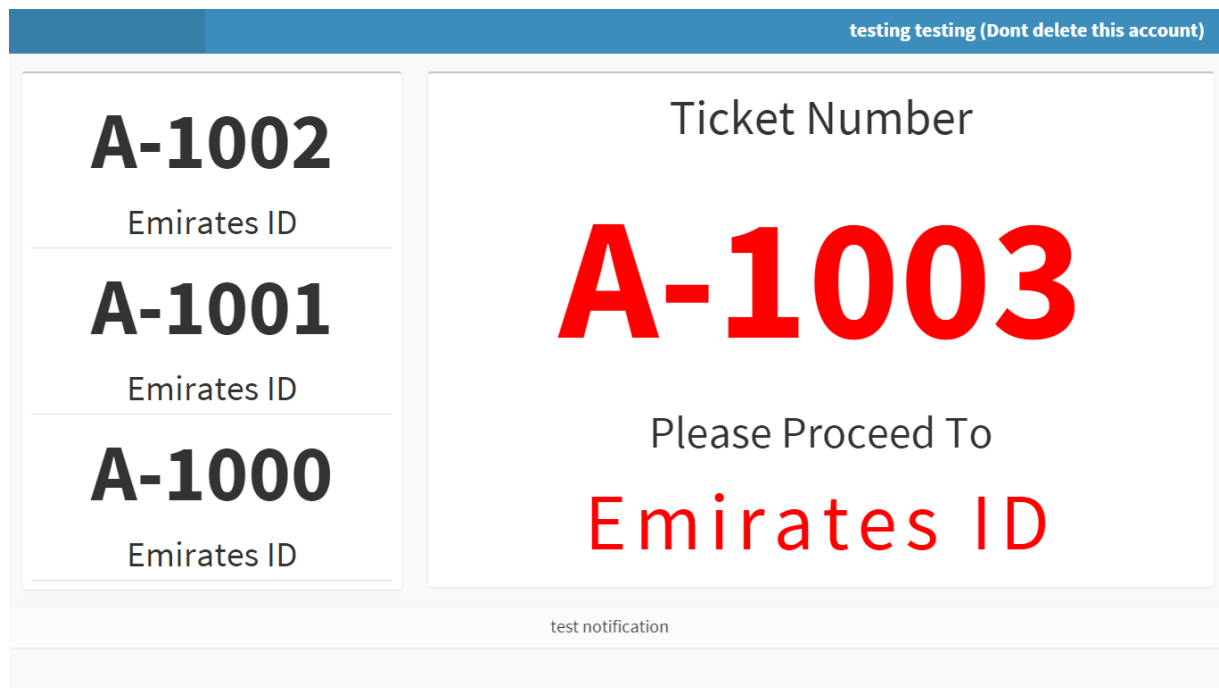 testing testing (Dont delete this account)
A-1002
Emirates ID
A-1001
Emirates ID
A-1000
Emirates ID
Ticket Number
A-1003
Please Proceed To
Emirates ID
test notification